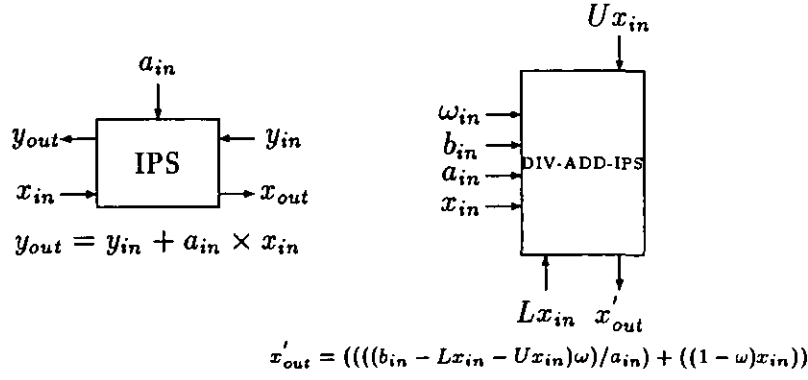 a_in
y_out
y_in
IPS
x_in
x_out
y_out = y_in + a_in × x_in
Ux_in
ω_in
b_in
a_in
x_in
DIV-ADD-IPS
Lx_in
x'_out
x'_out = ((((b_in − Lx_in − Ux_in)ω)/a_in) + ((1 − ω)x_in))